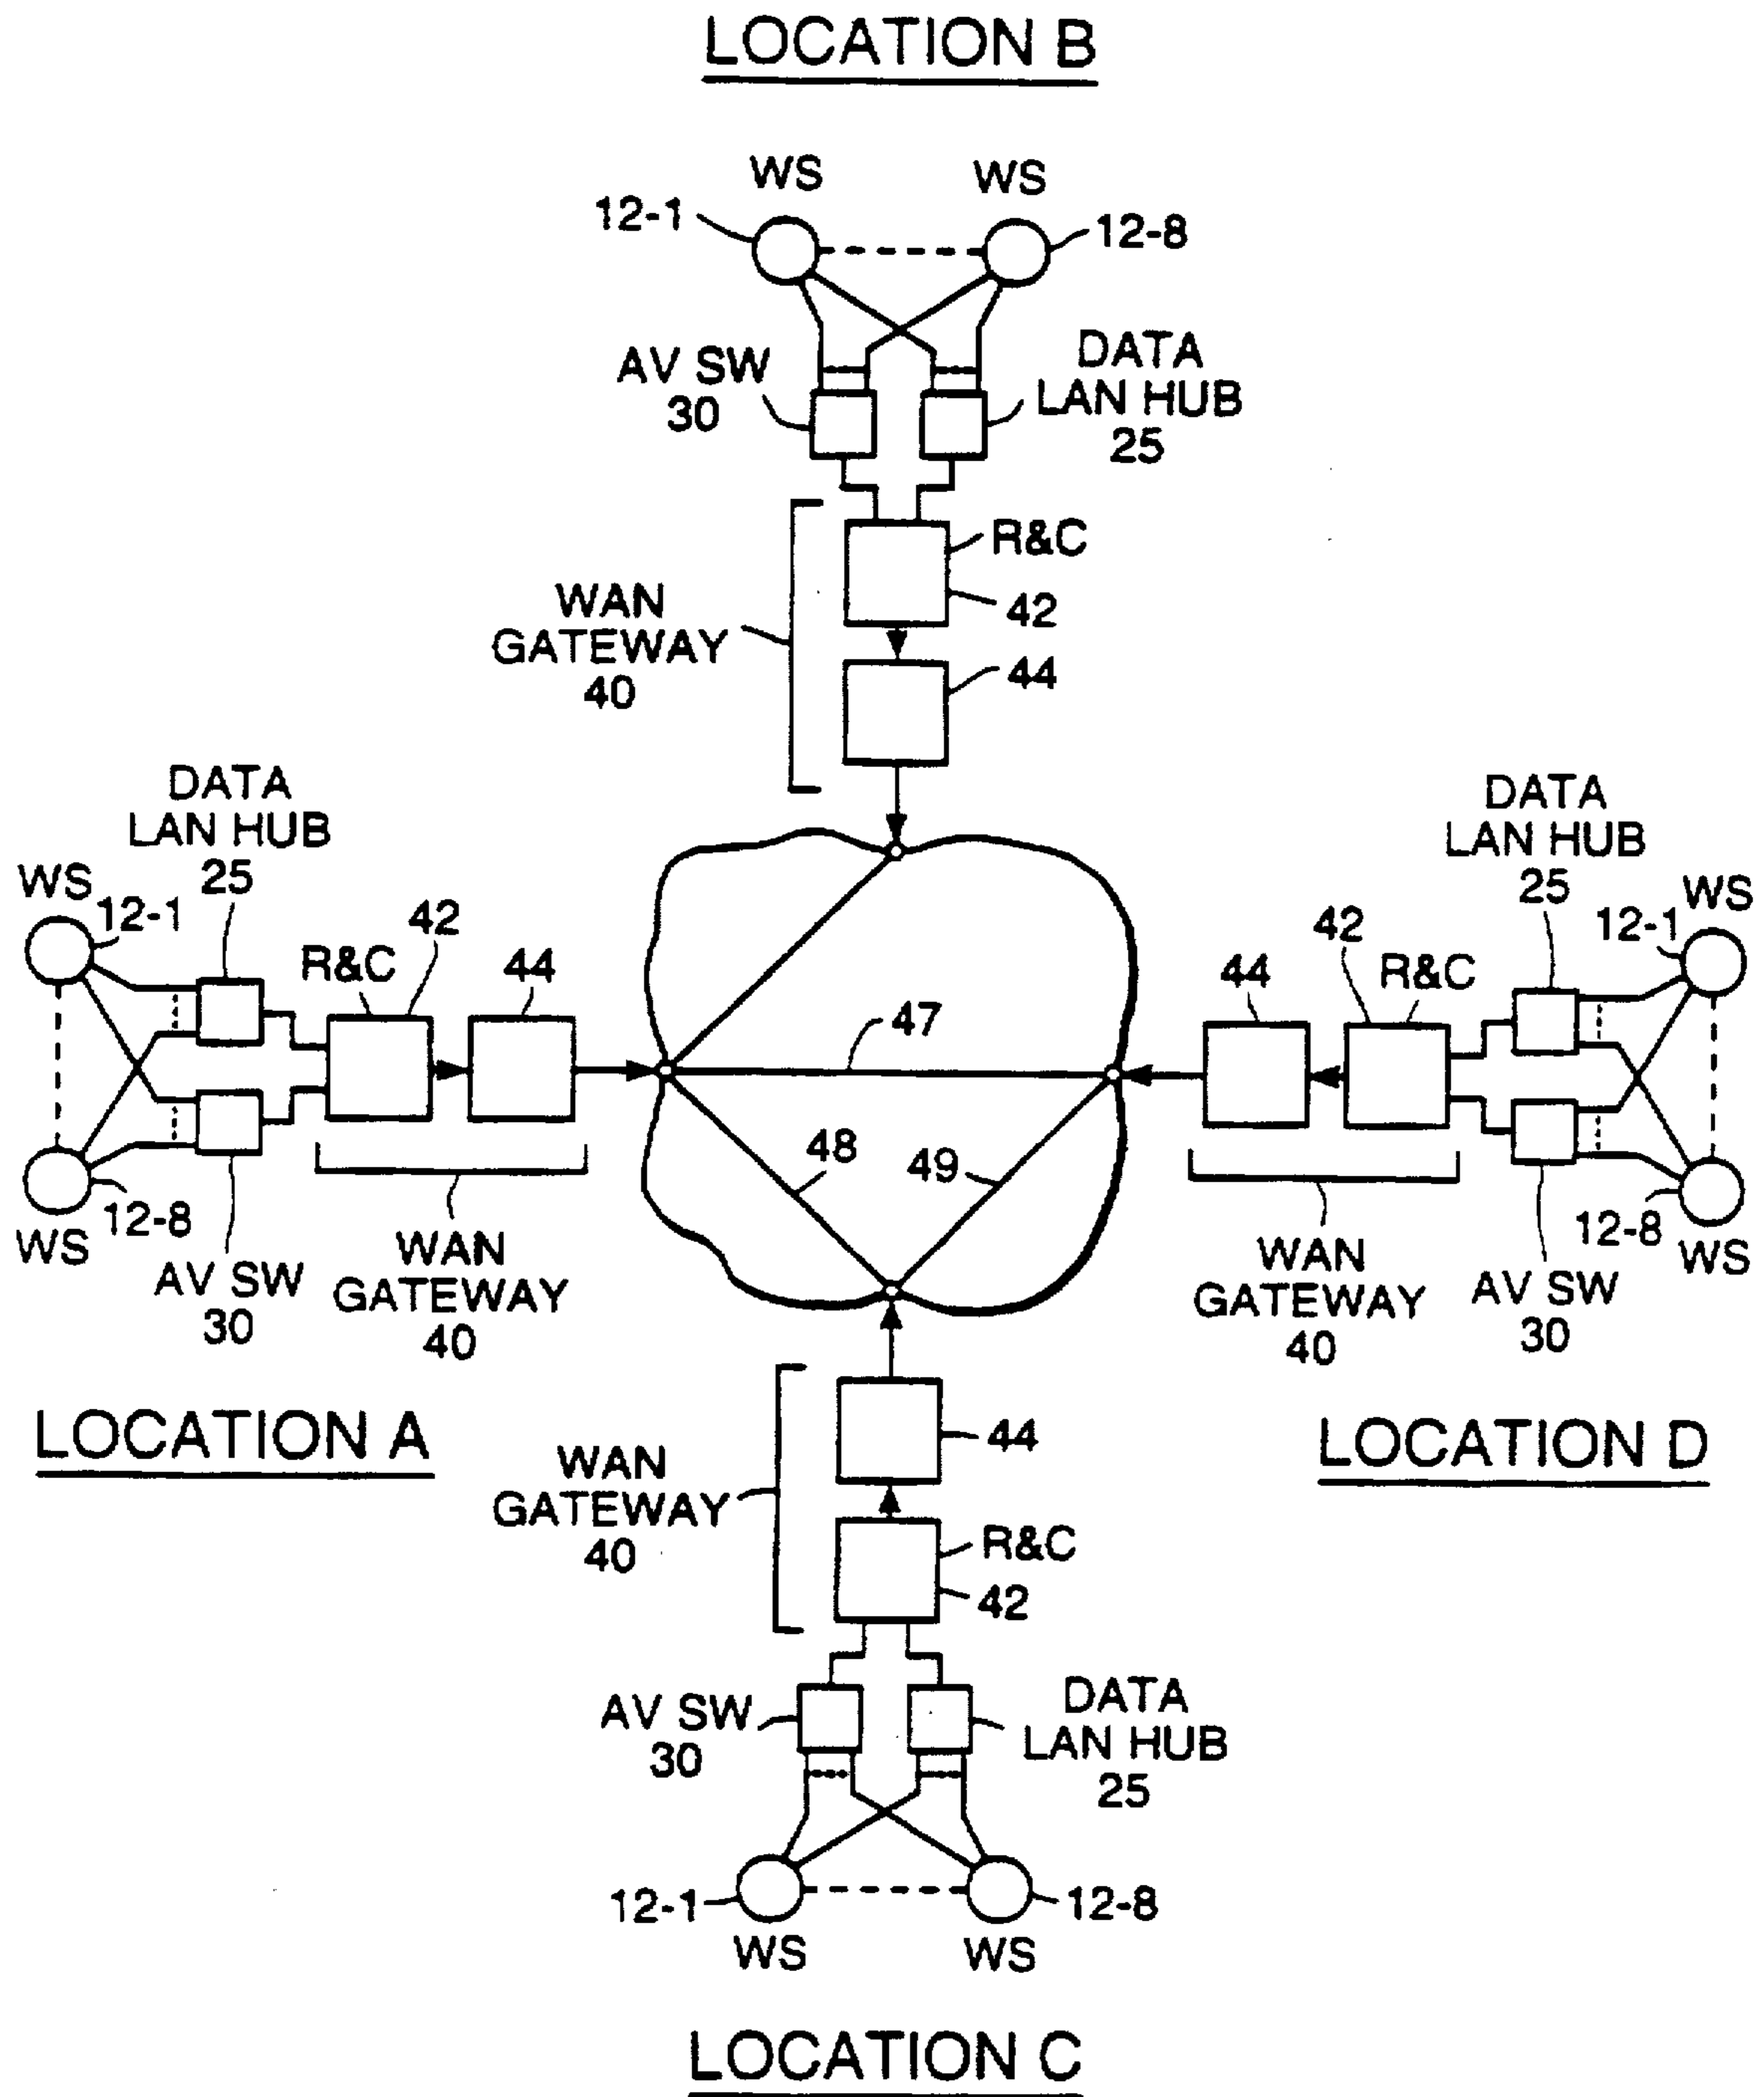 LOCATION B
WS
WS
12-1
12-8
AV SW
30
DATA
LAN HUB
25
R&C
42
WAN
GATEWAY
40
44
DATA
LAN HUB
25
WS
12-1
42
R&C
44
12-8
WS
AV SW
30
WAN
GATEWAY
40
LOCATION A
47
48
49
DATA
LAN HUB
25
WS
12-1
42
R&C
44
12-8
WS
WAN
GATEWAY
40
AV SW
30
LOCATION D
44
WAN
GATEWAY
40
R&C
42
AV SW
30
DATA
LAN HUB
25
12-1
12-8
WS
WS
LOCATION C